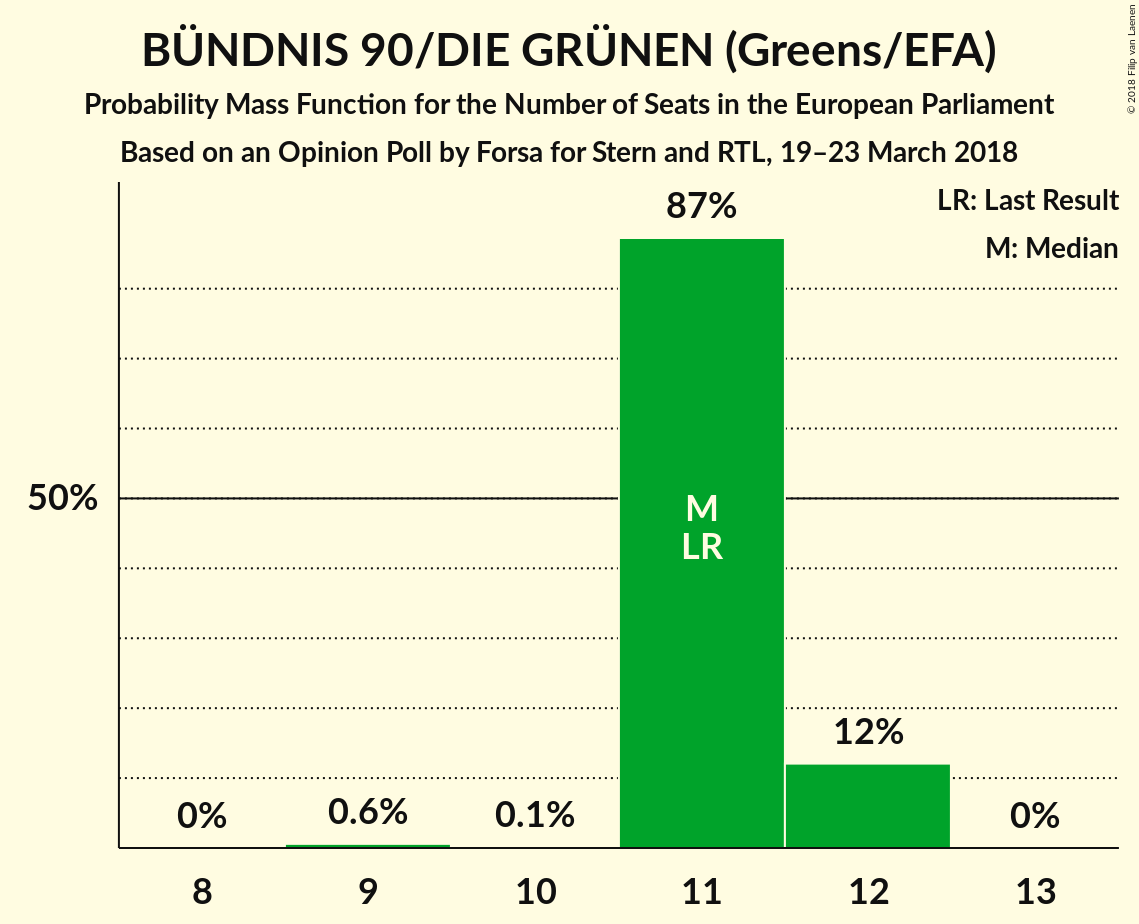 BÜNDNIS 90/DIE GRÜNEN (Greens/EFA)
Probability Mass Function for the Number of Seats in the European Parliament
Based on an Opinion Poll by Forsa for Stern and RTL, 19–23 March 2018
© 2018 Filip van Laenen
LR: Last Result
M: Median
87%
50%
M
LR
12%
0%
0.6%
0.1%
0%
8
9
10
11
12
13